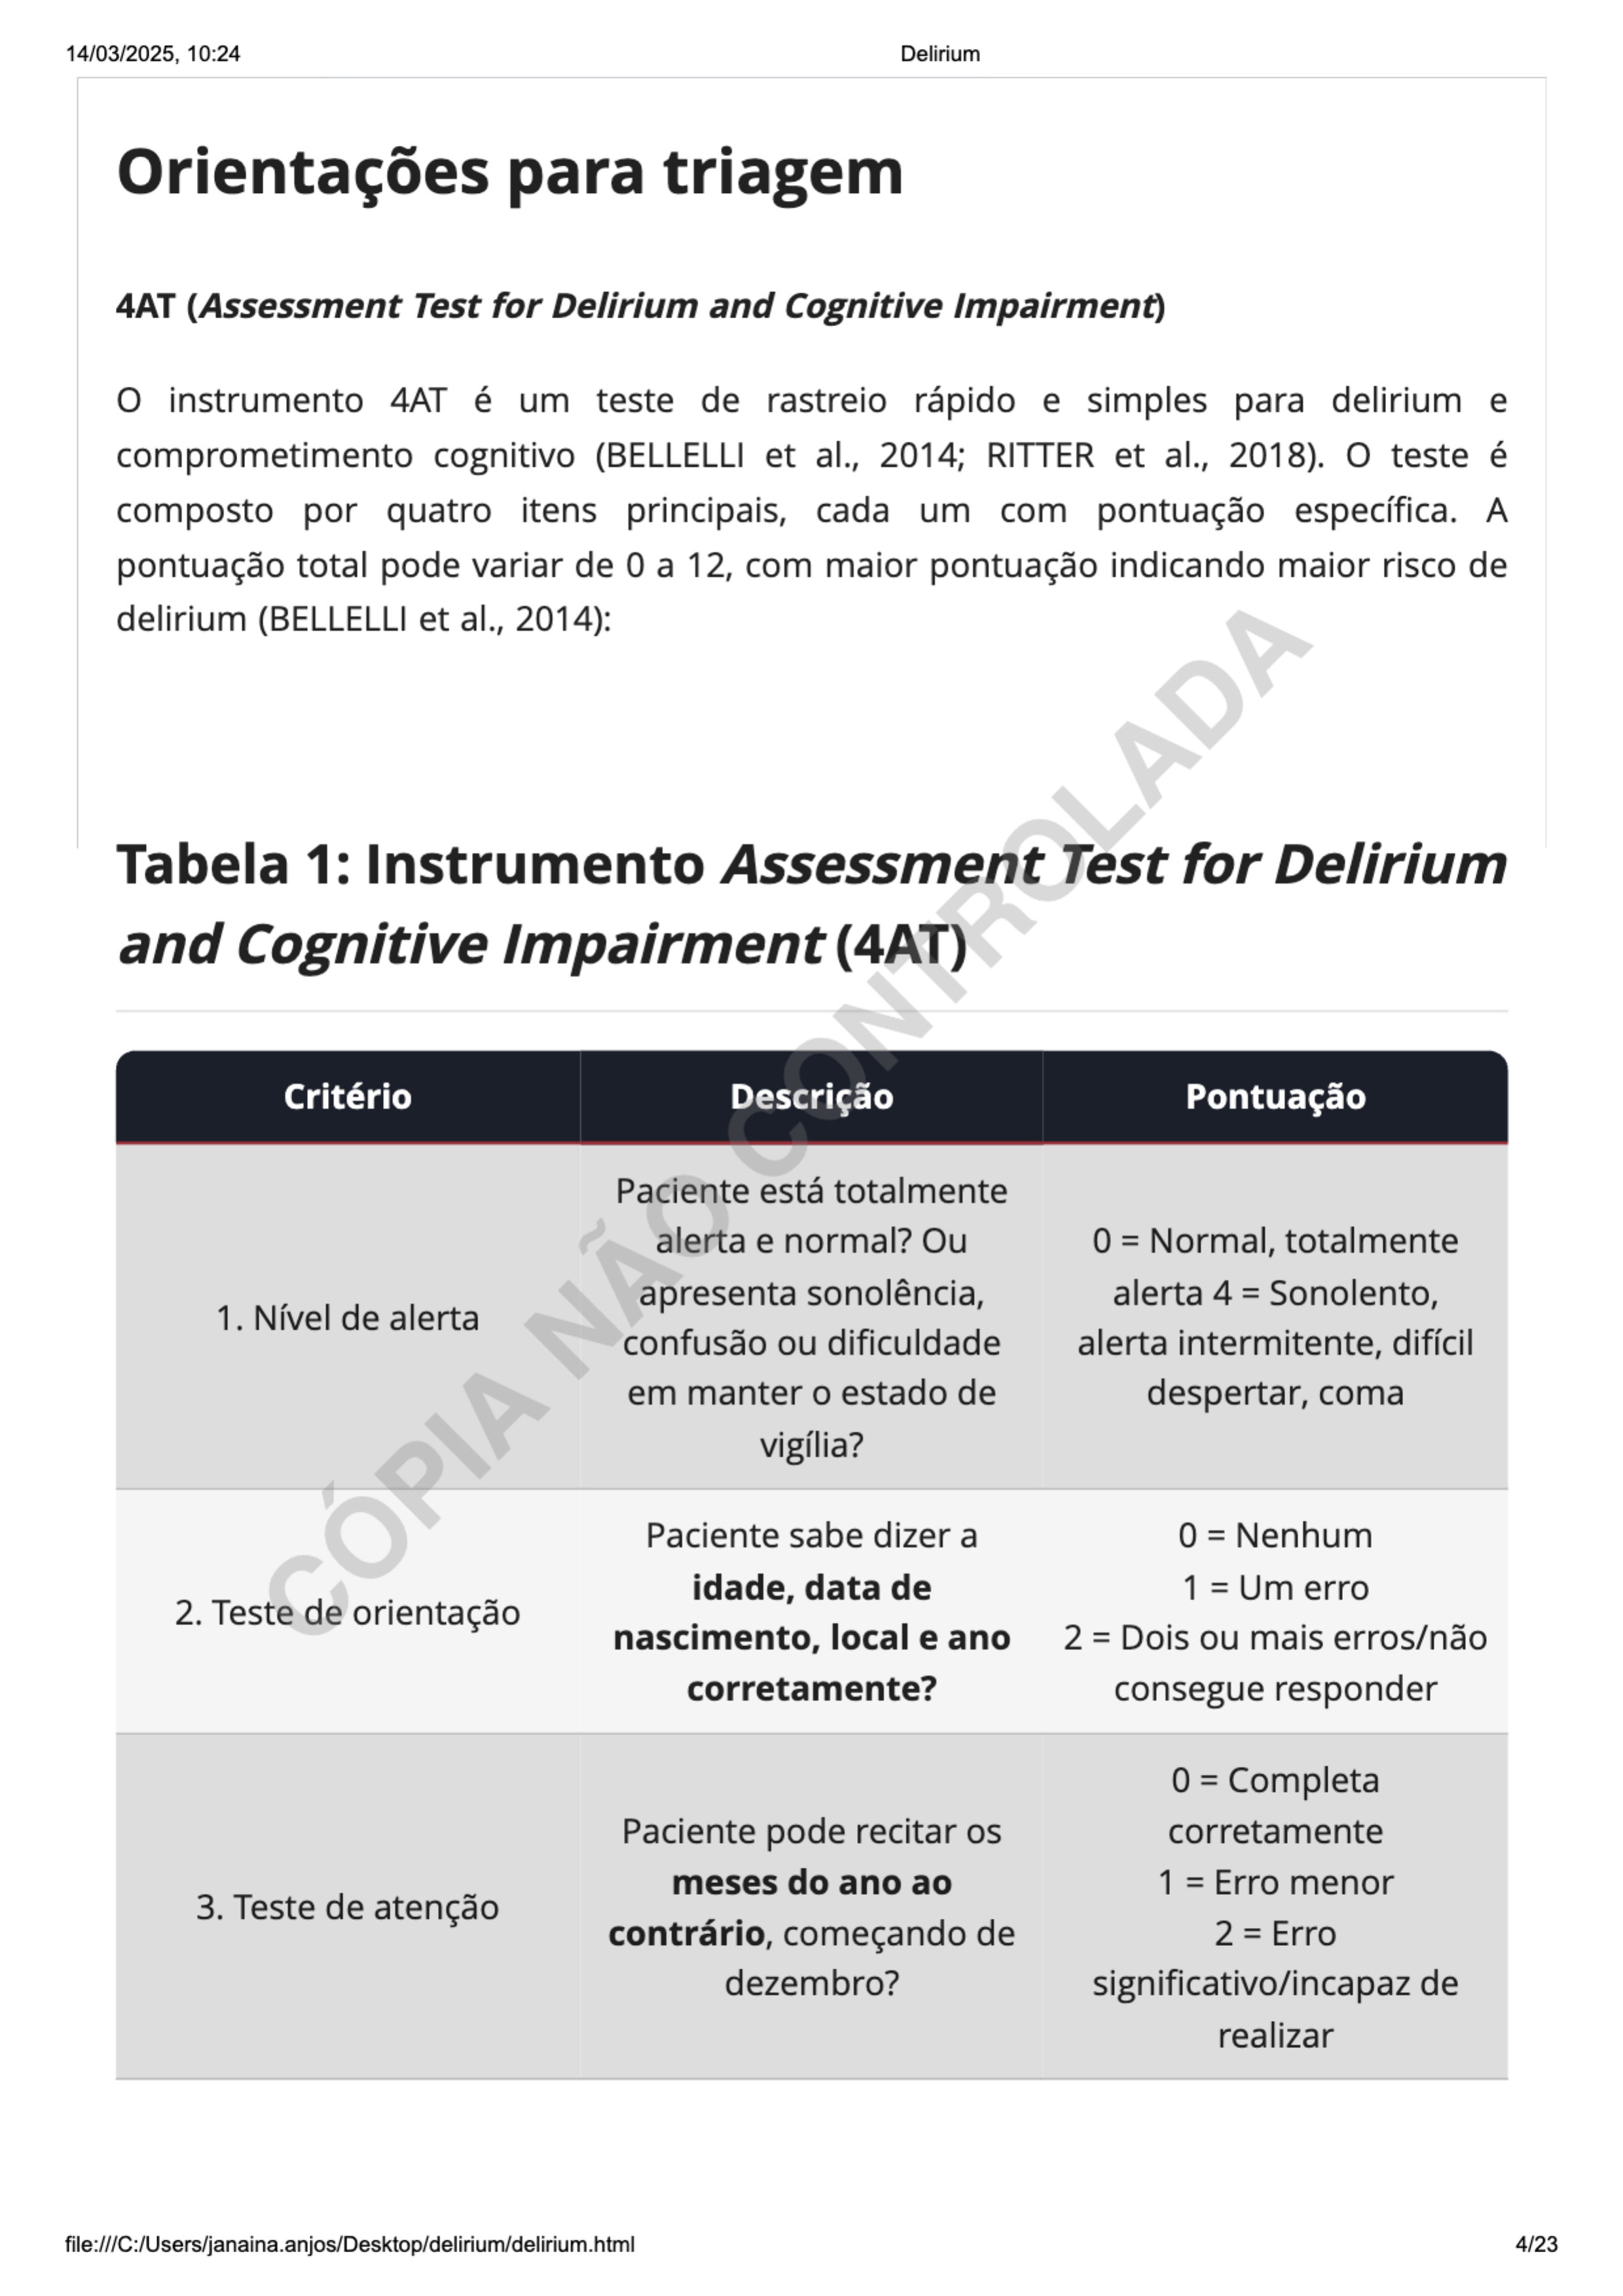 14/03/2025, 10:24
Delirium
Orientações para triagem
4AT (Assessment Test for Delirium and Cognitive Impairment)
O instrumento 4AT é um teste de rastreio rápido e simples para delirium e
comprometimento cognitivo (BELLELLI et al., 2014; RITTER et al., 2018). O teste é
composto por quatro itens principais, cada um com pontuação específica. A
pontuação total pode variar de 0 a 12, com maior pontuação indicando maior risco de
delirium (BELLELLI et al., 2014):
Tabela 1: Instrumento Assessment Test for Delirium
and Cognitive Impairment (4AT)
Critério
Descrição
Pontuação
1. Nível de alerta
Paciente está totalmente
alerta e normal? Ou
apresenta sonolência,
confusão ou dificuldade
em manter o estado de
vigília?
0 = Normal, totalmente
alerta 4 = Sonolento,
alerta intermitente, difícil
despertar, coma
2. Teste de orientação
Paciente sabe dizer a
idade, data de
nascimento, local e ano
corretamente?
0 = Nenhum
1 = Um erro
2 = Dois ou mais erros/não
consegue responder
3. Teste de atenção
Paciente pode recitar os
meses do ano ao
contrário, começando de
dezembro?
0 = Completa
corretamente
1 = Erro menor
2 = Erro
significativo/incapaz de
realizar
CÓPIA NÃO CONTROLADA
file:///C:/Users/janaina.anjos/Desktop/delirium/delirium.html
4/23